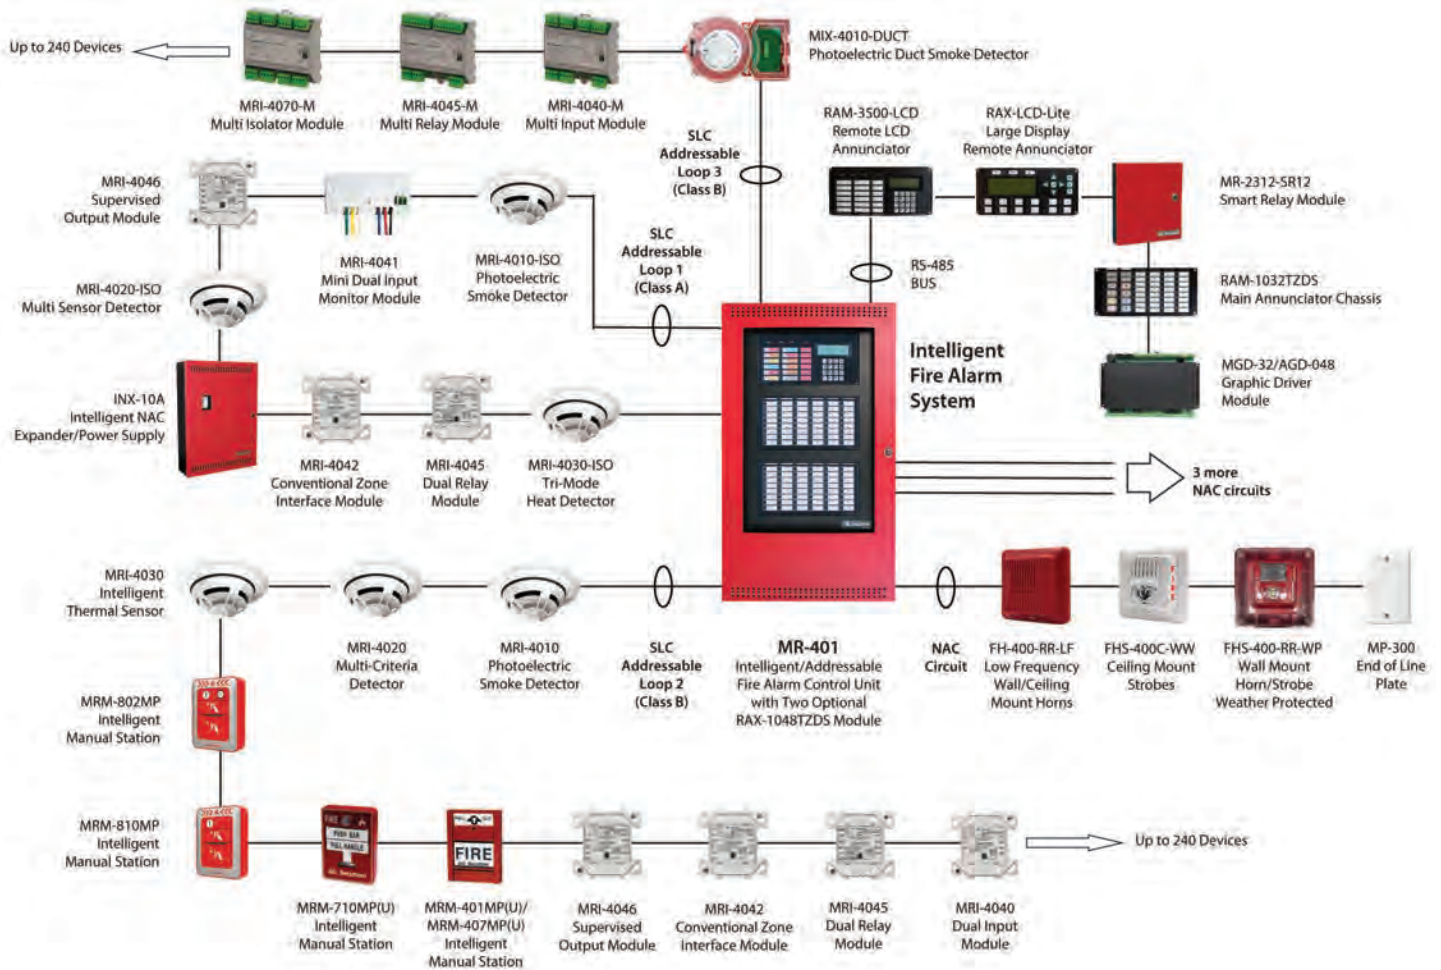 Up to 240 Devices
MRI-4070-M
Multi Isolator Module
MRI-4045-M
Multi Relay Module
MRI-4040-M
Multi Input Module
MIX-4010-DUCT
Photoelectric Duct Smoke Detector
SLC
Addressable
Loop 3
(Class B)
RAM-3500-LCD
Remote LCD
Annunciator
RAX-LCD-Lite
Large Display
Remote Annunciator
MR-2312-SR12
Smart Relay Module
RS-485
BUS
RAM-1032TZDS
Main Annunciator Chassis
MGD-32/AGD-048
Graphic Driver
Module
MRI-4046
Supervised
Output Module
MRI-4041
Mini Dual Input
Monitor Module
MRI-4010-ISO
Photoelectric
Smoke Detector
SLC
Addressable
Loop 1
(Class A)
MRI-4020-ISO
Multi Sensor Detector
INX-10A
Intelligent NAC
Expander/Power Supply
MRI-4042
Conventional Zone
Interface Module
MRI-4045
Dual Relay
Module
MRI-4030-ISO
Tri-Mode
Heat Detector
Intelligent
Fire Alarm
System
3 more
NAC circuits
MRI-4030
Intelligent
Thermal Sensor
MRI-4020
Multi-Criteria
Detector
MRI-4010
Photoelectric
Smoke Detector
SLC
Addressable
Loop 2
(Class B)
MR-401
Intelligent/Addressable
Fire Alarm Control Unit
with Two Optional
RAX-1048TZDS Module
NAC
Circuit
FH-400-RR-LF
Low Frequency
Wall/Ceiling
Mount Horns
FIRE
FHS-400C-WW
Ceiling Mount
Strobes
FHS-400-RR-WP
Wall Mount
Horn/Strobe
Weather Protected
MP-300
End of Line
Plate
MRM-802MP
Intelligent
Manual Station
MRM-810MP
Intelligent
Manual Station
FIRE
PUSH BAR
PULL HANDLE
MRM-710MP(U)
Intelligent
Manual Station
FIRE
MRM-401MP(U)/
MRM-407MP(U)
Intelligent
Manual Station
MRI-4046
Supervised
Output Module
MRI-4042
Conventional Zone
Interface Module
MRI-4045
Dual Relay
Module
MRI-4040
Dual Input
Module
Up to 240 Devices